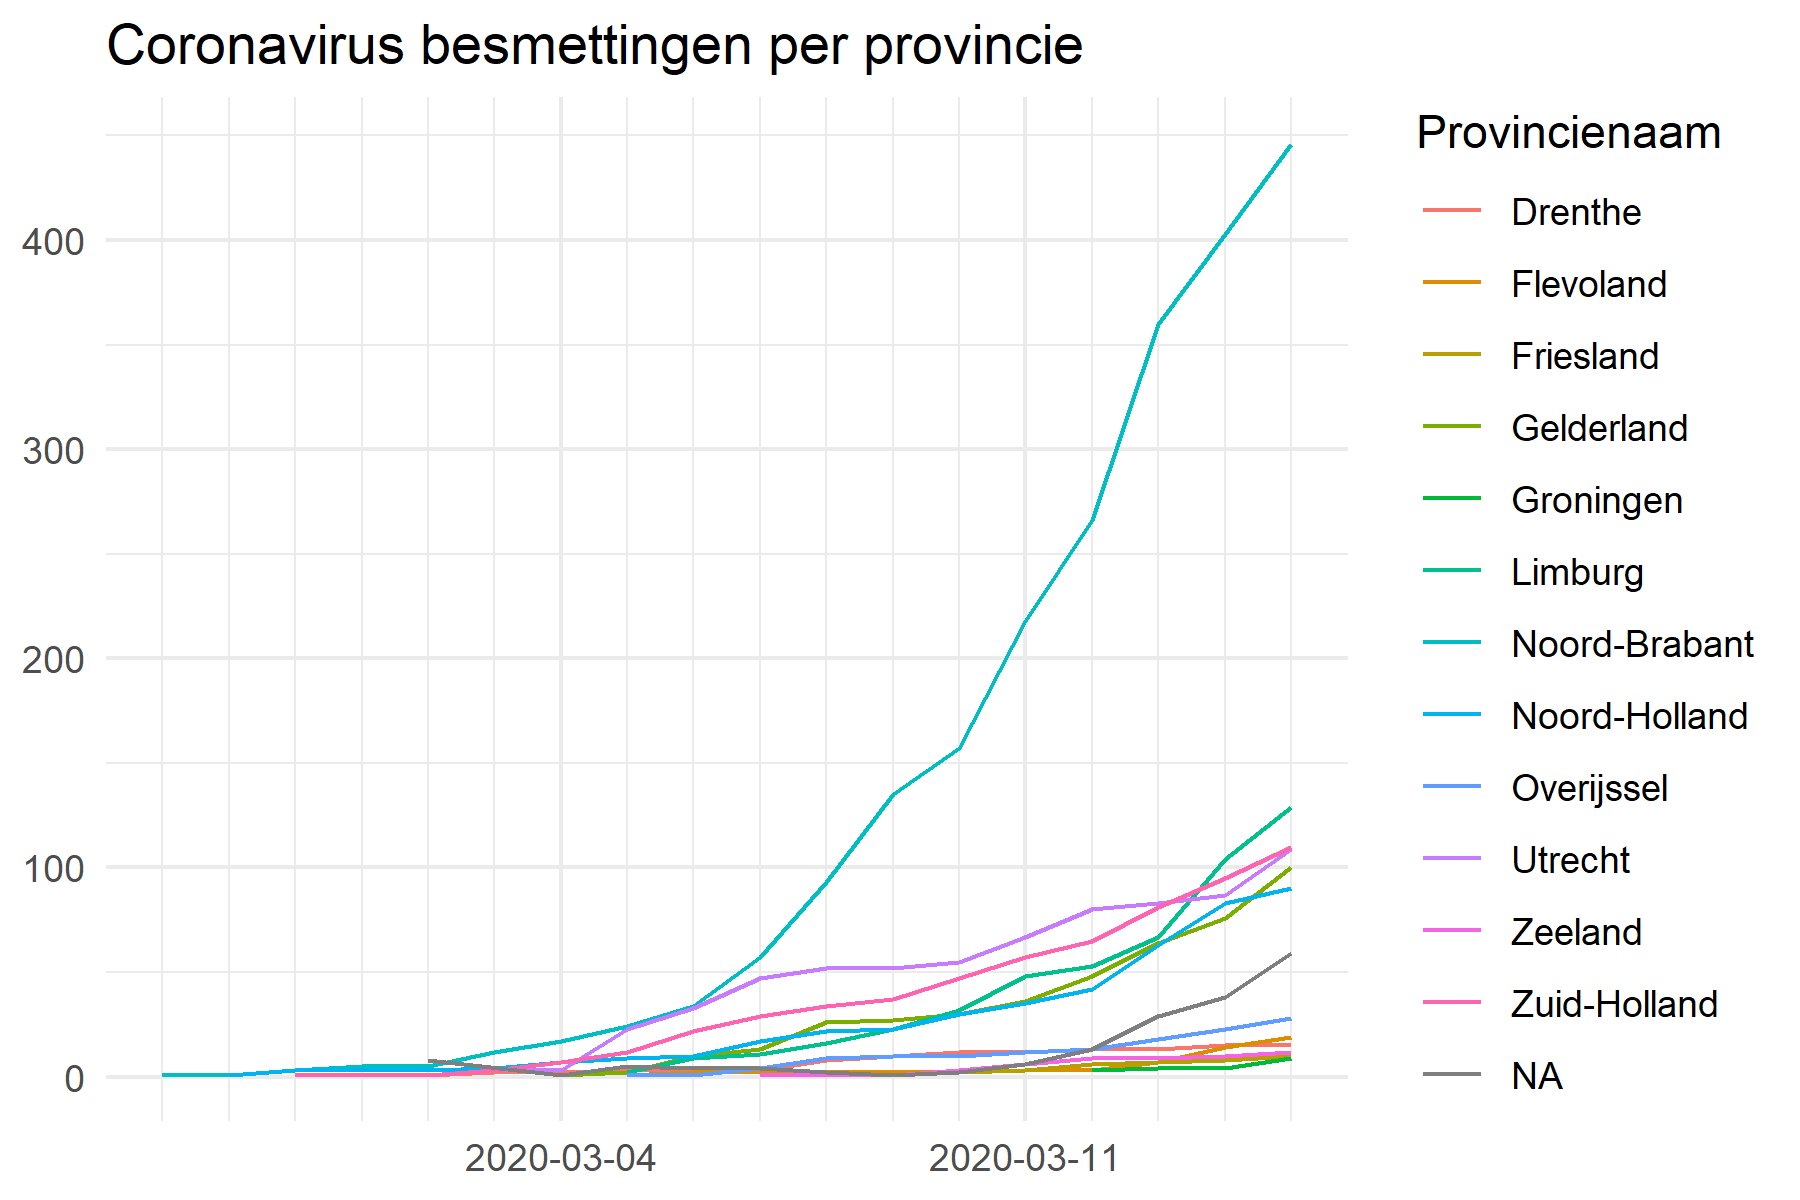 Coronavirus besmettingen per provincie
400
300
200
100
0
2020-03-04
2020-03-11
Provincienaam
Drenthe
Flevoland
Friesland
Gelderland
Groningen
Limburg
Noord-Brabant
Noord-Holland
Overijssel
Utrecht
Zeeland
Zuid-Holland
NA